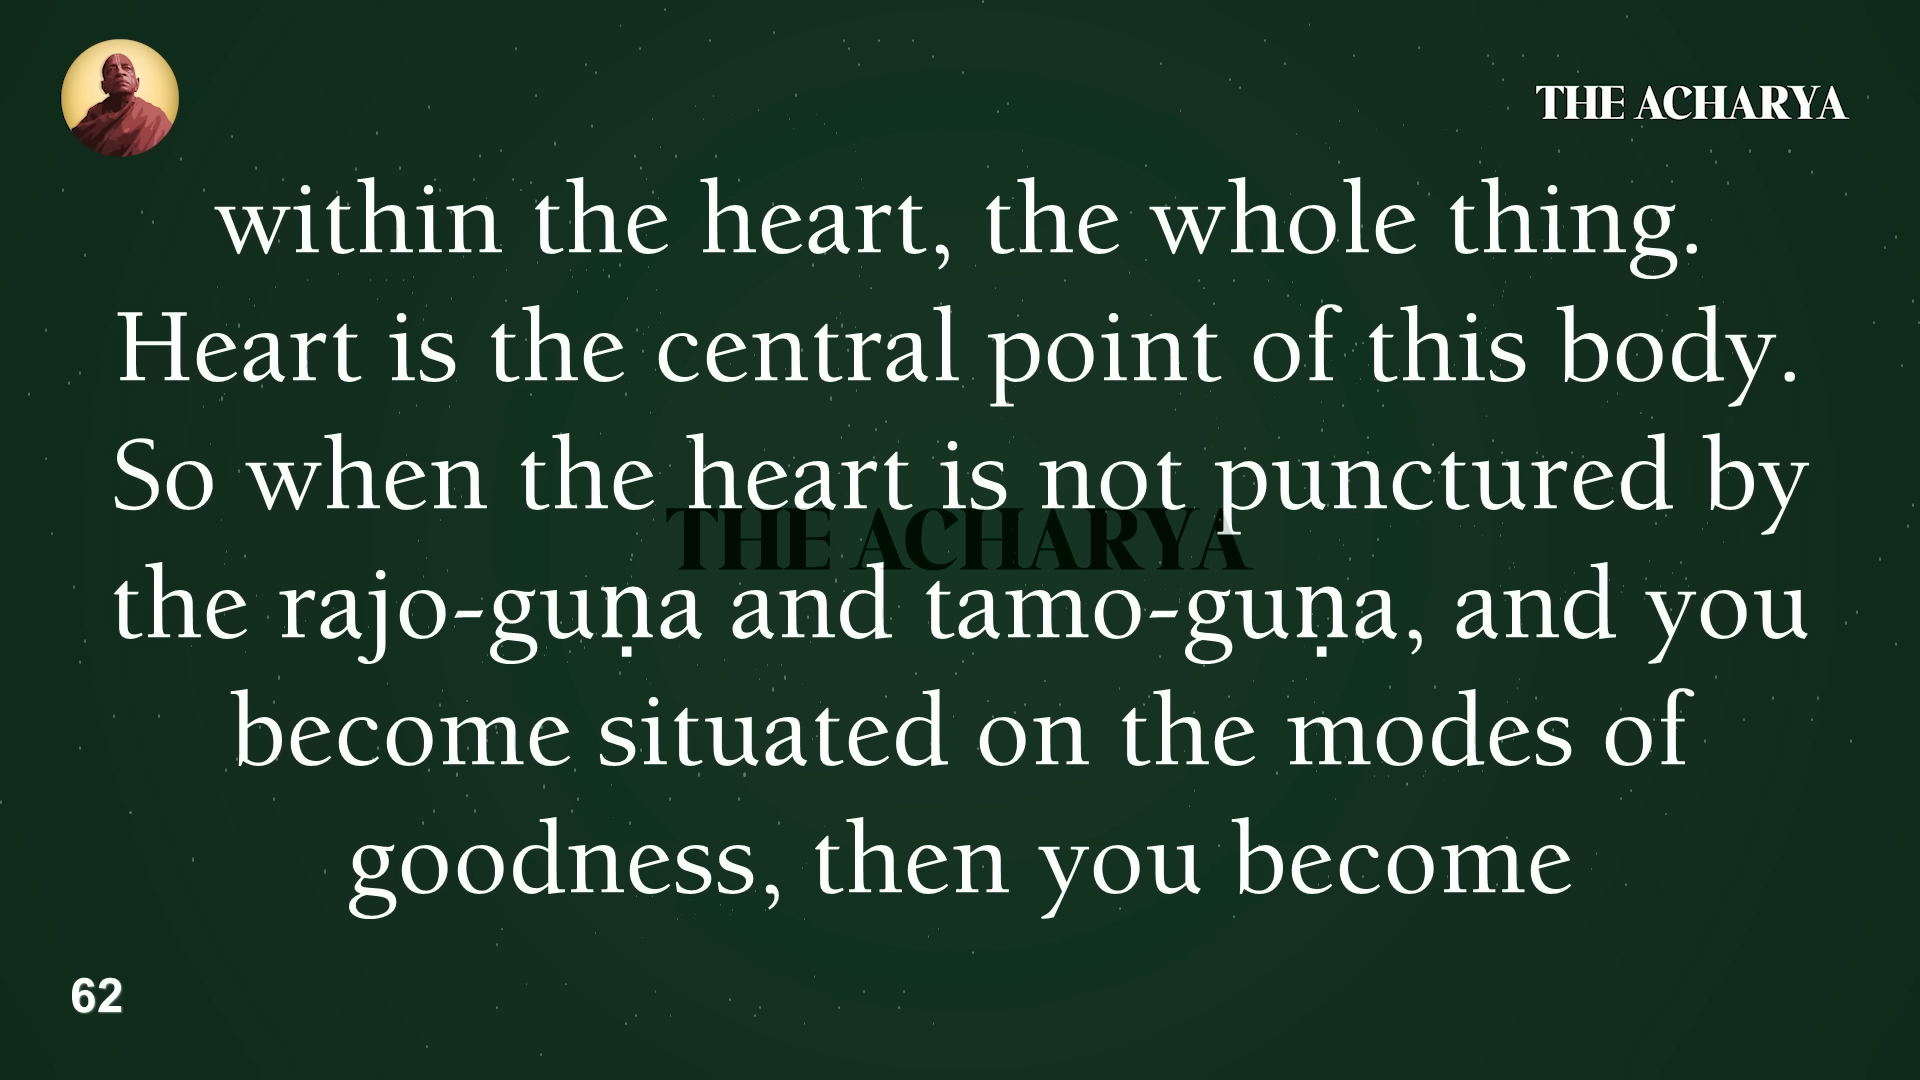 THE ACHARYA
within the heart, the whole thing.
Heart is the central point of this body.
So when the heart is not punctured by
THE ACHARYA
the rajo-guṇa and tamo-guṇa, and you
become situated on the modes of
goodness, then you become
62